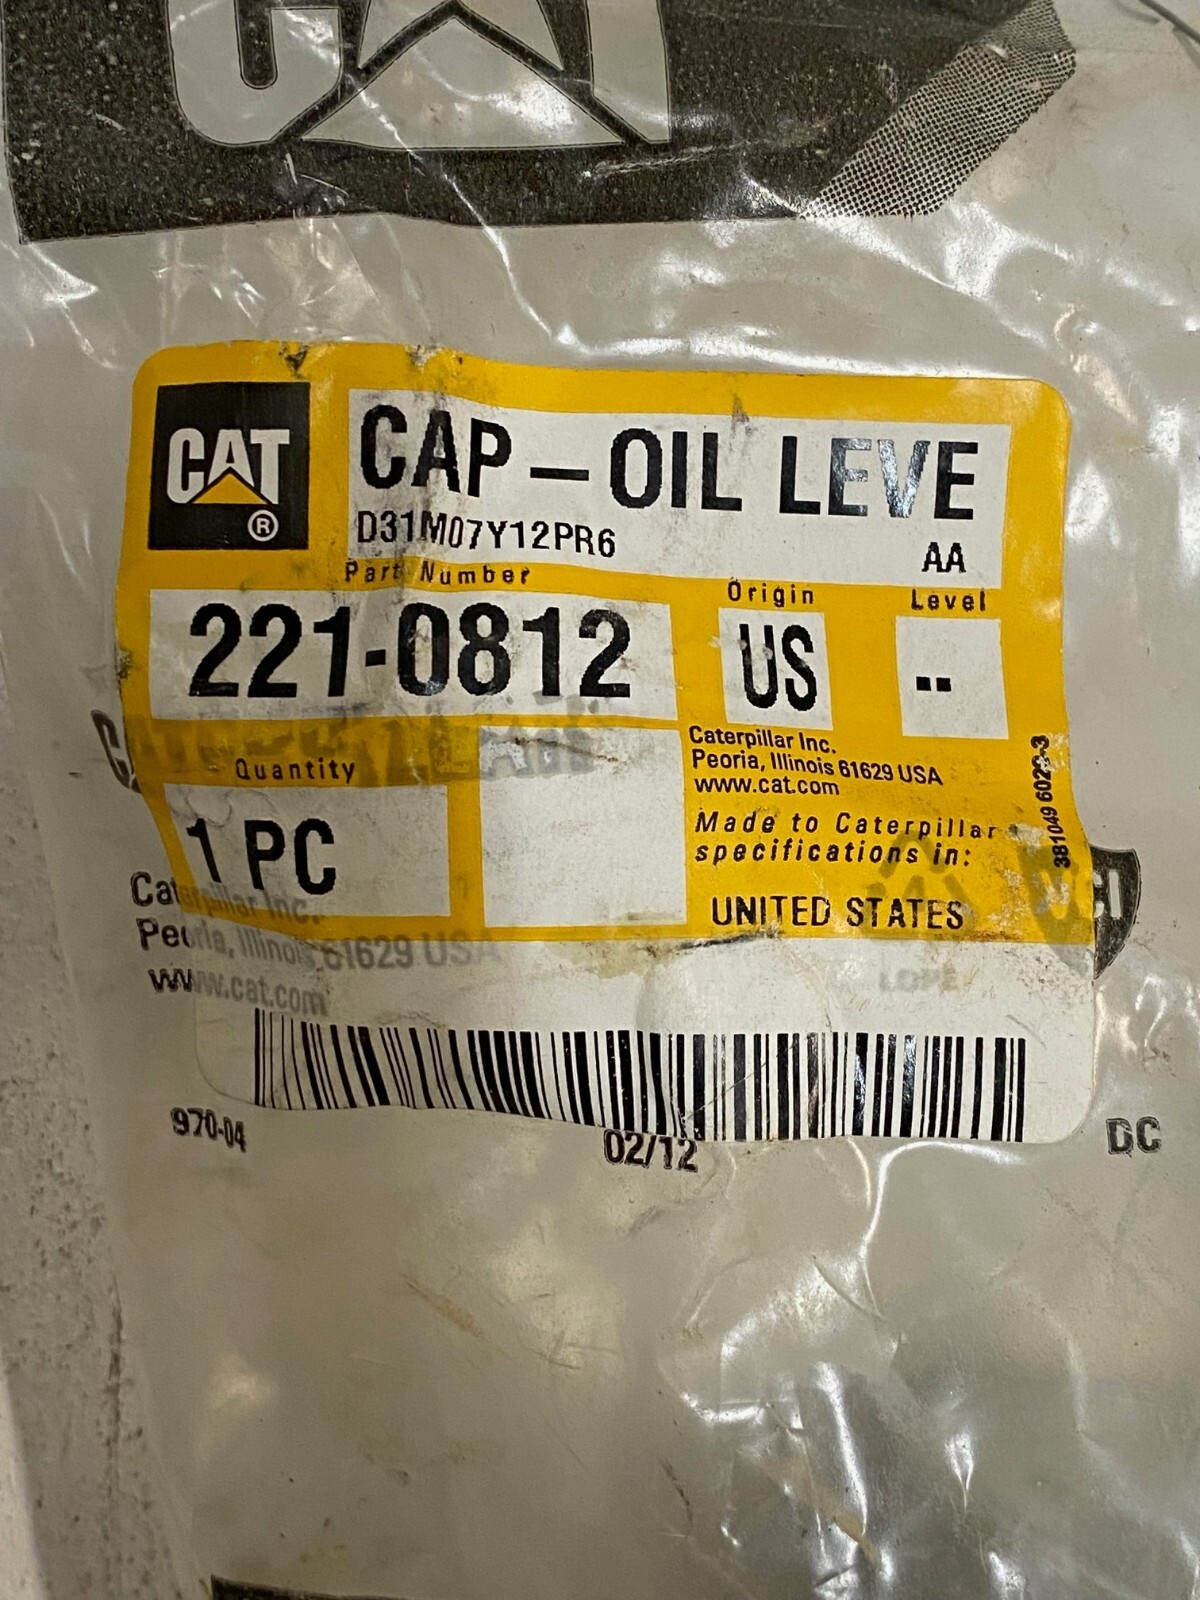 CAT
CAT ®
CAP-OIL LEVE
D31M07Y12PR6
AA
Part Number
Origin
Level
221-0812
US
--
Quantity
1 PC
Caterpillar Inc.
Peoria, Illinois 61629 USA
www.cat.com
Made to Caterpillar
specifications in:
UNITED STATES
Caterpillar Inc.
Peoria, Illinois 61629 USA
www.cat.com
970-04
02/12
DC